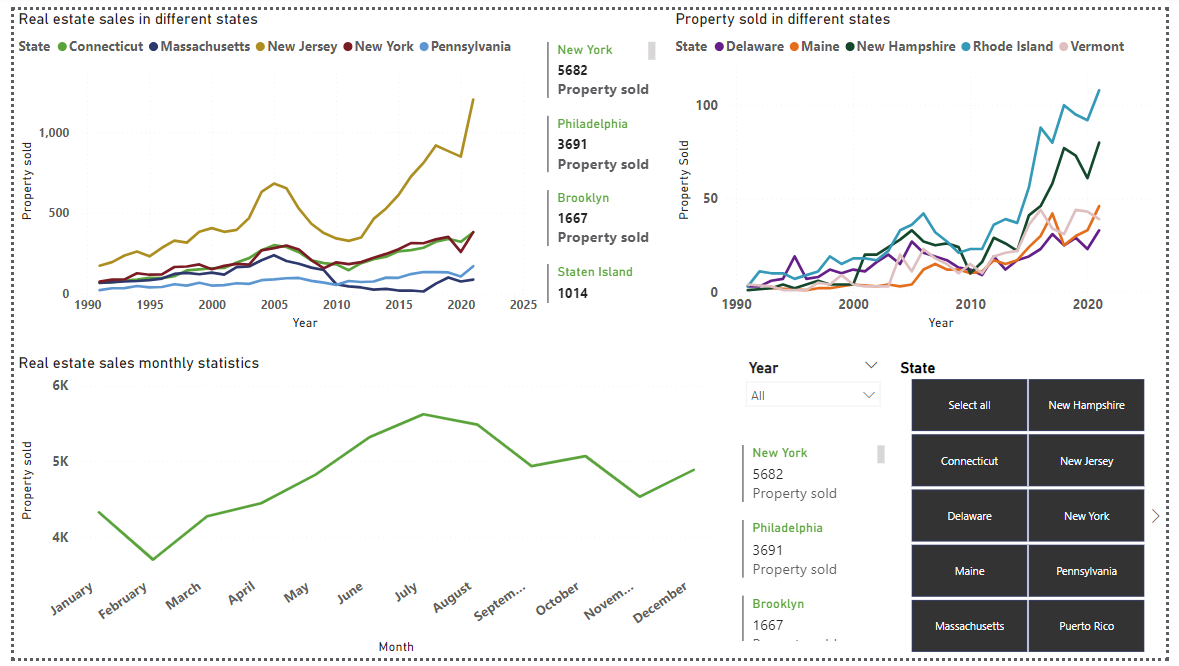 Real estate sales in different states
State Connecticut Massachusetts New Jersey New York Pennsylvania
1,000
500
0
Property sold
1990 1995 2000 2005 2010 2015 2020 2025
Year
New York
5682
Property sold
Philadelphia
3691
Property sold
Brooklyn
1667
Property sold
Staten Island
1014
Property sold in different states
State Delaware Maine New Hampshire Rhode Island Vermont
100
50
0
Property Sold
1990 2000 2010 2020
Year
Real estate sales monthly statistics
6K
5K
4K
Property sold
January February March April May June July August Septem... October Novem... December
Month
Year
All
New York
5682
Property sold
Philadelphia
3691
Property sold
Brooklyn
1667
State
Select all New Hampshire
Connecticut New Jersey
Delaware New York
Maine Pennsylvania
Massachusetts Puerto Rico